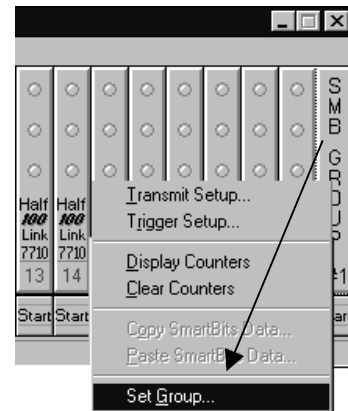 S
M
B
G
R
O
U
P
#1
Half Half
100 100
Link Link
7710 7710
13 14
Start Start
Transmit Setup...
Trigger Setup...
Display Counters
Clear Counters
Copy SmartBits Data...
Paste SmartBits Data...
Set Group...